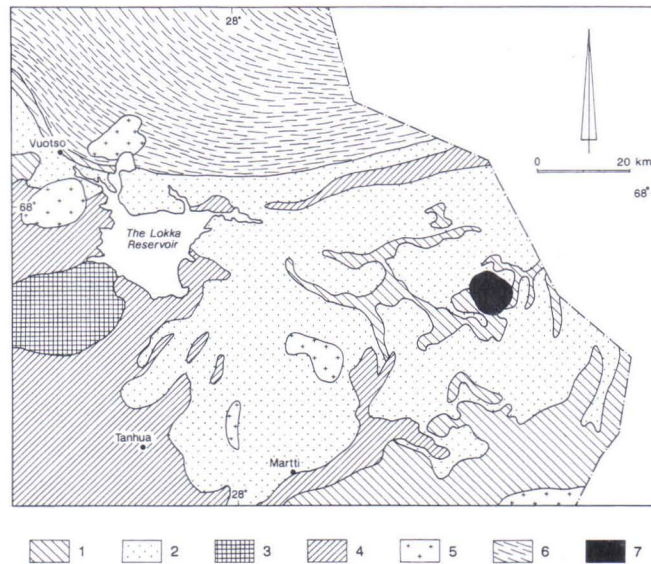 28°
Vuotso
0 20 km
68°
68°
The Lokka
Reservoir
Tanhua
Martti
28°
1 2 3 4 5 6 7